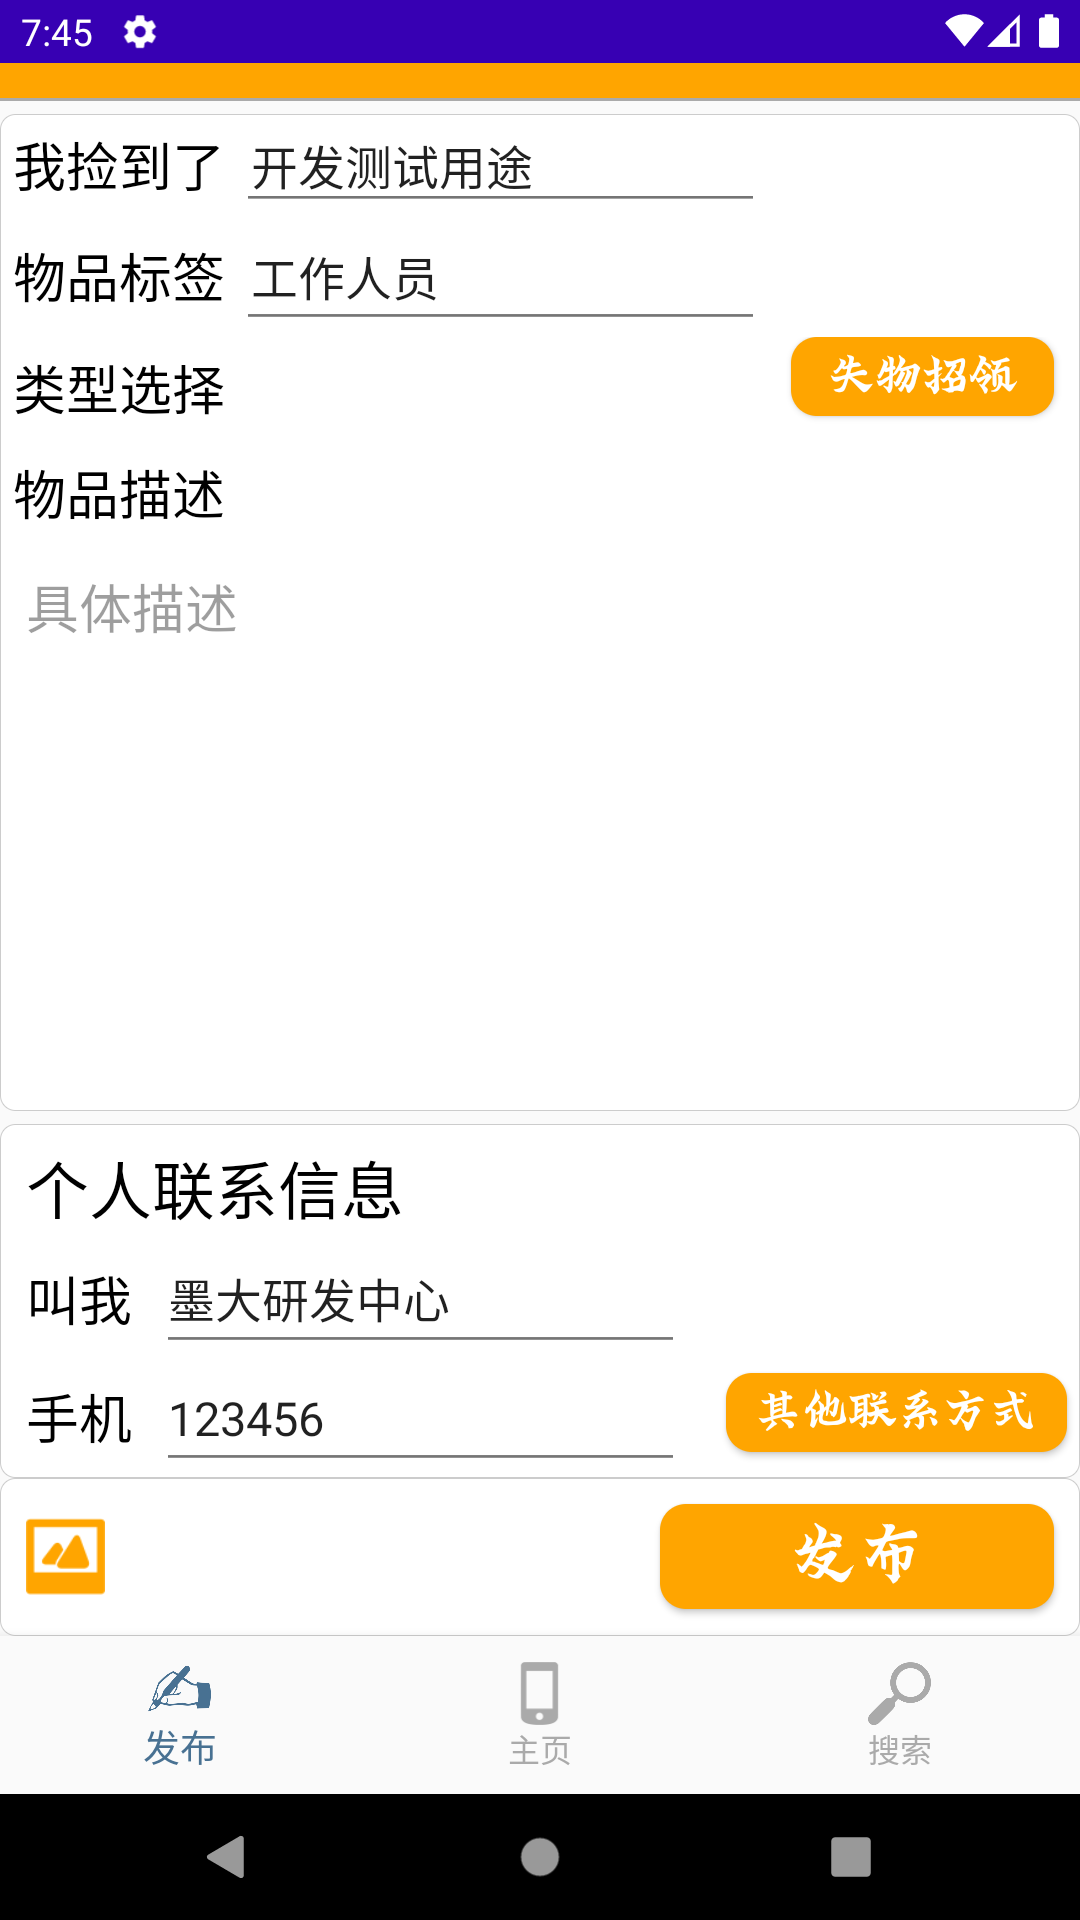 7:45
我捡到了 开发测试用途
物品标签 工作人员
类型选择 失物招领
物品描述
具体描述
个人联系信息
叫我 墨大研发中心
手机 123456 其他联系方式
发布
发布 主页 搜索